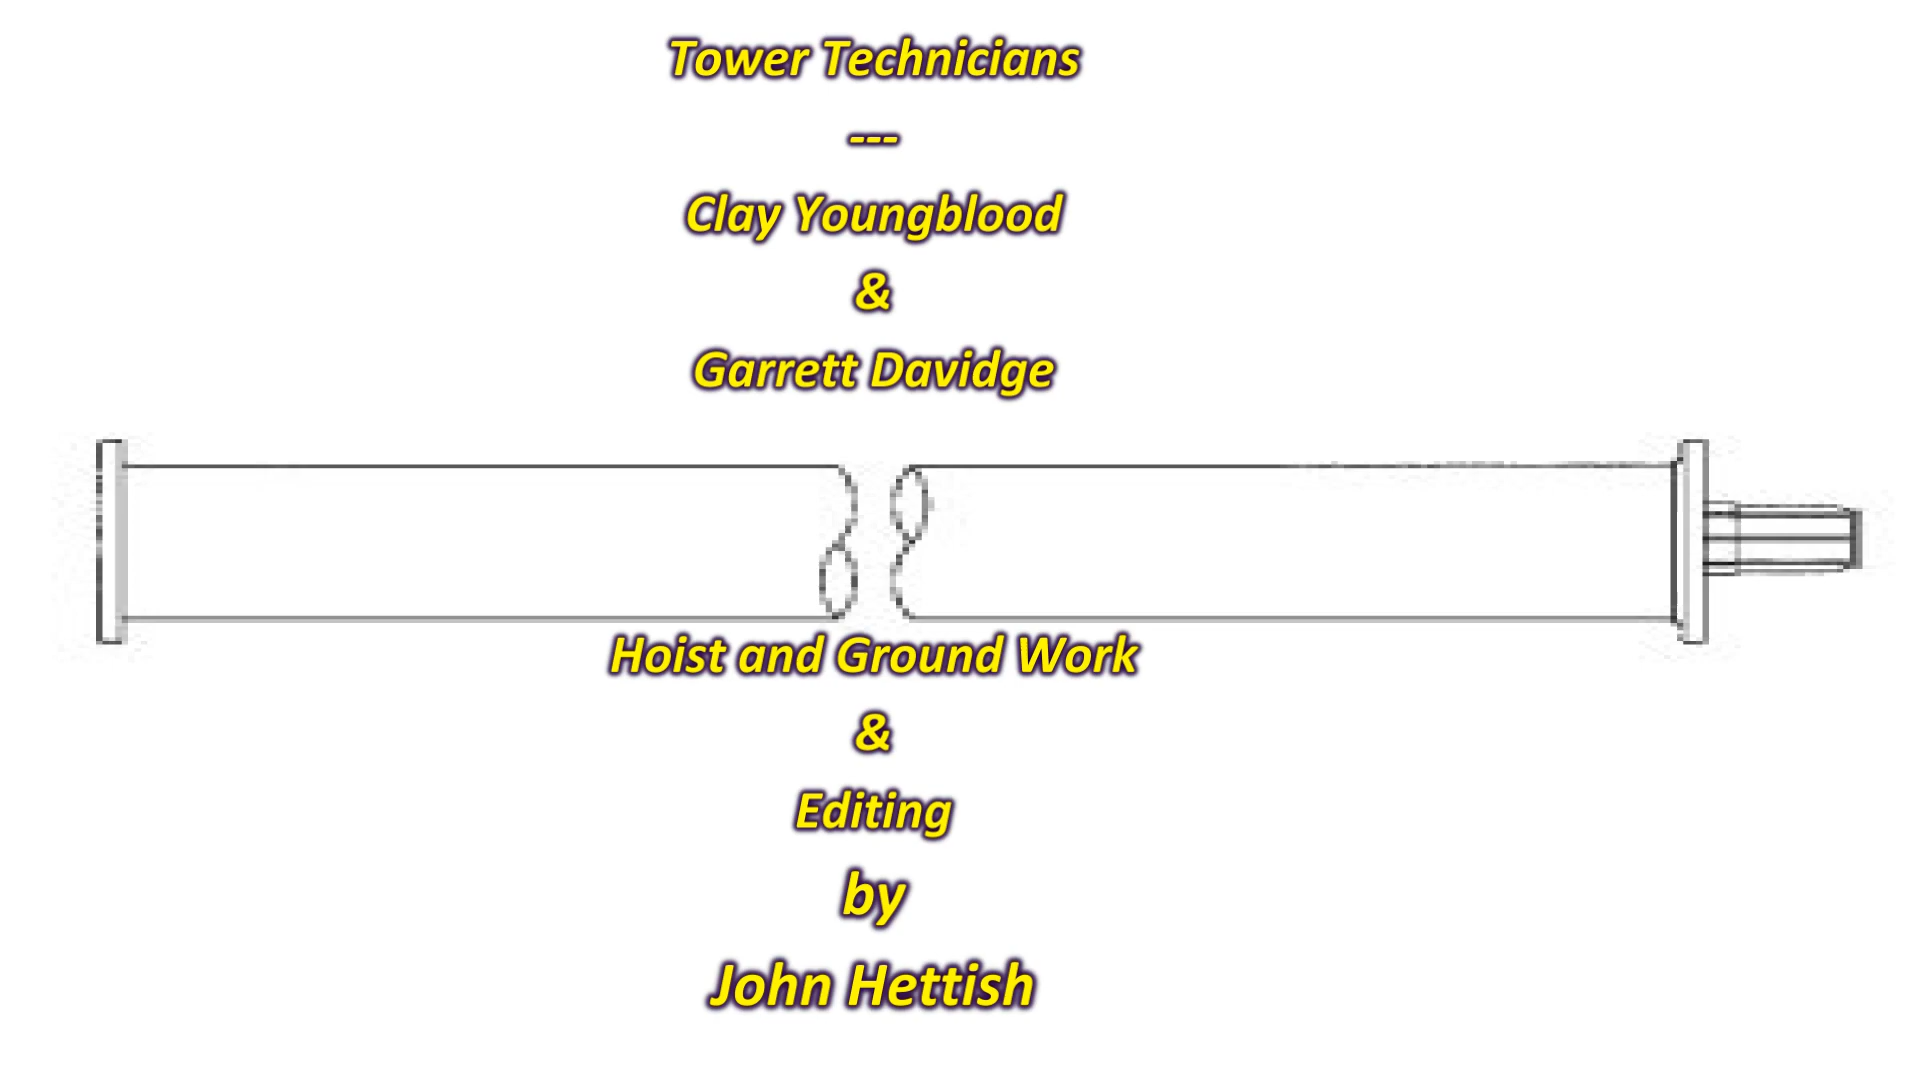 Tower Technicians
---
Clay Youngblood
&
Garrett Davidge
Hoist and Ground Work
&
Editing
by
John Hettish